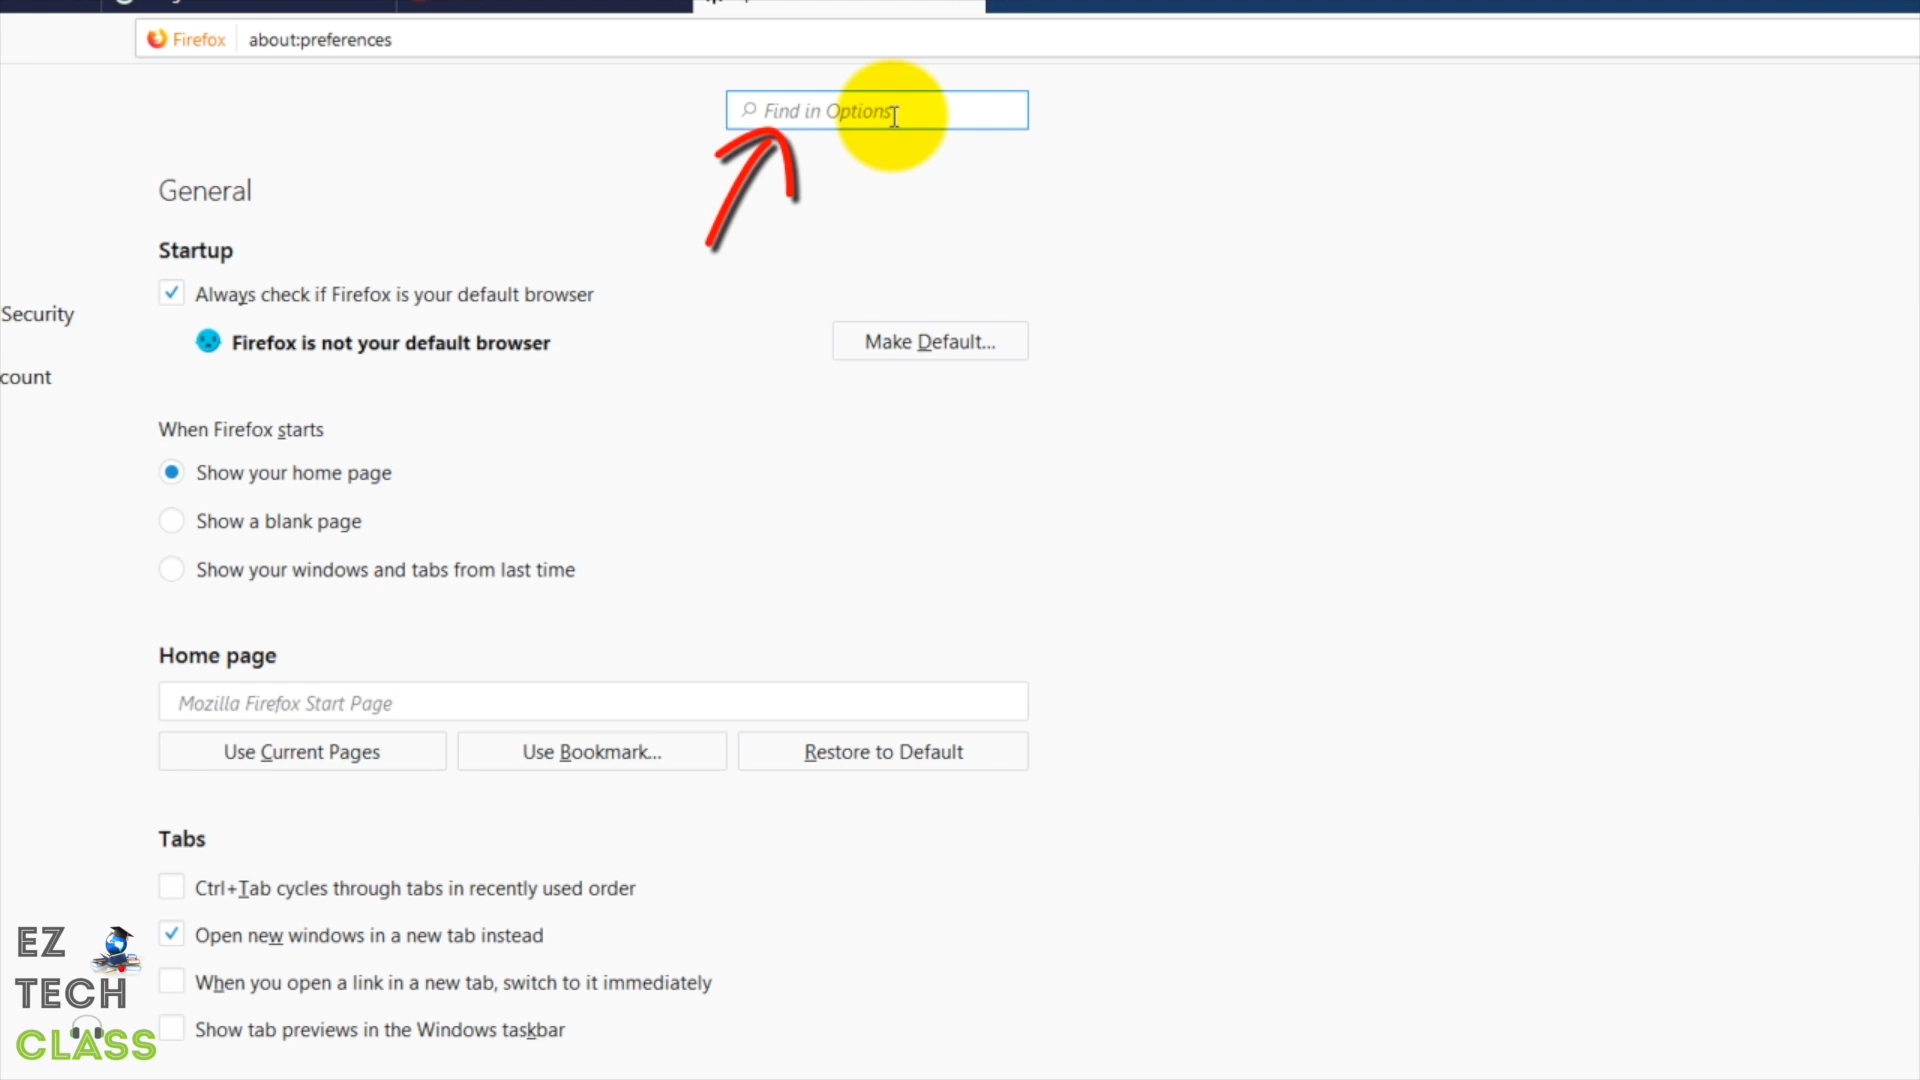 Firefox about:preferences
Find in Options
General
Startup
Always check if Firefox is your default browser
Security
Firefox is not your default browser
Make Default...
count
When Firefox starts
Show your home page
Show a blank page
Show your windows and tabs from last time
Home page
Mozilla Firefox Start Page
Use Current Pages
Use Bookmark...
Restore to Default
Tabs
Ctrl+Tab cycles through tabs in recently used order
Open new windows in a new tab instead
When you open a link in a new tab, switch to it immediately
Show tab previews in the Windows taskbar
EZ
TECH
CLASS